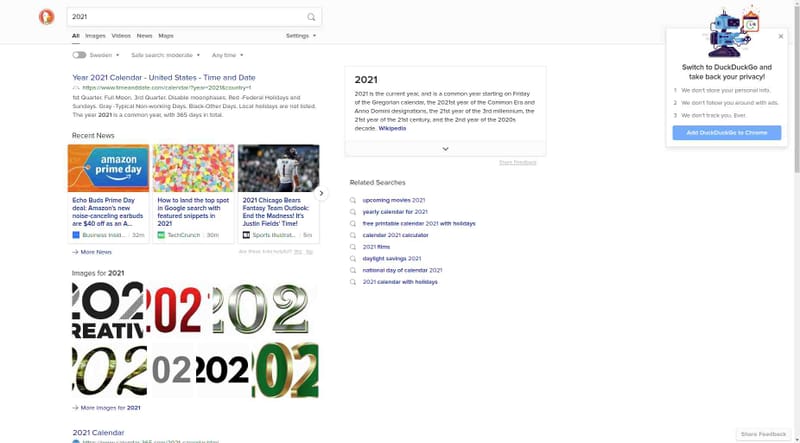 2021
All Images Videos News Maps Settings
Sweden Safe search: moderate Any time
Year 2021 Calendar - United States - Time and Date
https://www.timeanddate.com/calendar/?year=2021&country=1
1st Quarter. Full Moon. 3rd Quarter. Disable moonphases. Red -Federal Holidays and
Sundays. Gray -Typical Non-working Days. Black-Other Days. Local holidays are not listed.
The year 2021 is a common year, with 365 days in total.
Recent News
amazon
prime day
Echo Buds Prime Day
deal: Amazon's new
noise-canceling earbuds
are $40 off as an A...
Business Insid... 32m
How to land the top spot
in Google search with
featured snippets in
2021
TechCrunch 30m
1
2021 Chicago Bears
Fantasy Team Outlook:
End the Madness! It's
Justin Fields' Time!
Sports Illustrat... 5m
More News
Are these links helpful? Yes No
Images for 2021
202
CREATIV
202
202
202
02
202
02
More Images for 2021
2021 Calendar
2021
2021 is the current year, and is a common year starting on Friday
of the Gregorian calendar, the 2021st year of the Common Era and
Anno Domini designations, the 21st year of the 3rd millennium, the
21st year of the 21st century, and the 2nd year of the 2020s
decade. Wikipedia
Share Feedback
Related Searches
upcoming movies 2021
yearly calendar for 2021
free printable calendar 2021 with holidays
calendar 2021 calculator
2021 films
daylight savings 2021
national day of calendar 2021
2021 calendar with holidays
Switch to DuckDuckGo and
take back your privacy!
1 We don't store your personal info.
2 We don't follow you around with ads.
3 We don't track you. Ever.
Add DuckDuckGo to Chrome
Share Feedback